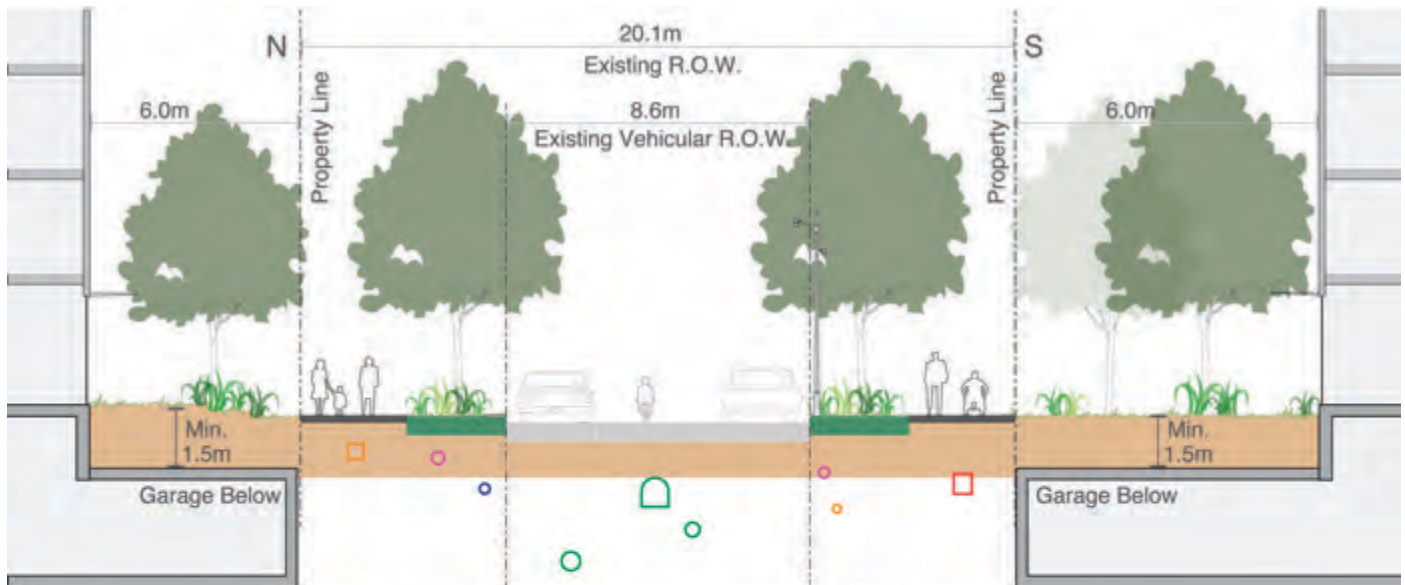 N
20.1m
S
Existing R.O.W.
Property Line
Property Line
6.0m
8.6m
6.0m
Existing Vehicular R.O.W.
Min.
1.5m
Min.
1.5m
Garage Below
Garage Below